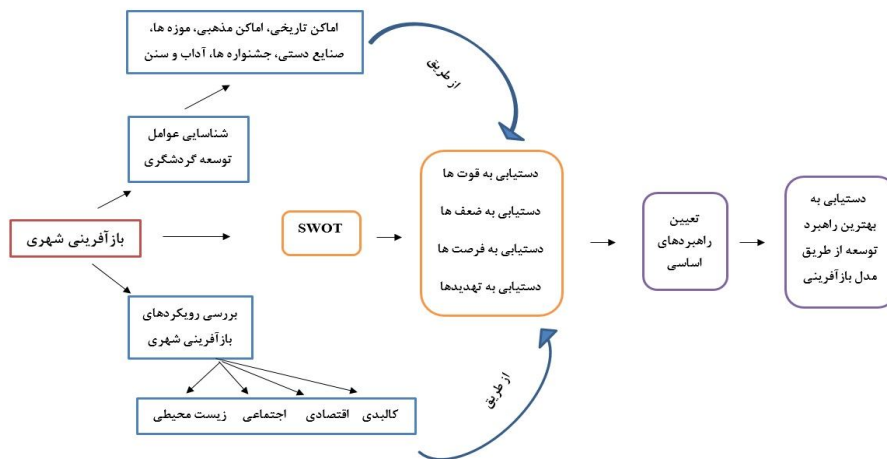 اماکن تاریخی، اماکن مذهبی، موزه ها،
صنایع دستی، جشنواره ها، آداب و سنن
از طریق
شناسایی عوامل
توسعه گردشگری
بازآفرینی شهری
SWOT
دستیابی به قوت ها
دستیابی به ضعف ها
دستیابی به فرصت ها
دستیابی به تهدیدها
تعیین
راهبردهای
اساسی
دستیابی به
بهترین راهبرد
توسعه از طریق
مدل بازآفرینی
بررسی رویکردهای
بازآفرینی شهری
از طریق
کالبدی اقتصادی اجتماعی زیست محیطی